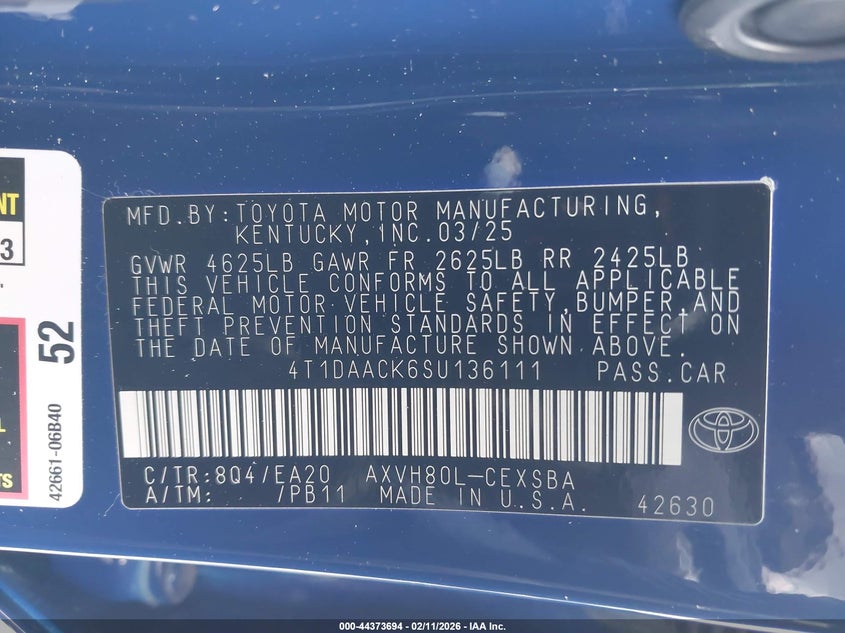 NT
3
52
42661-06B40
L
TS
MFD.BY:TOYOTA MOTOR MANUFACTURING,
KENTUCKY,INC.03/25
GVWR 4625LB GAWR FR 2625LB RR 2425LB
THIS VEHICLE CONFORMS TO ALL APPLICABLE
FEDERAL MOTOR VEHICLE SAFETY,BUMPER,AND
THEFT PREVENTION STANDARDS IN EFFECT ON
THE DATE OF MANUFACTURE SHOWN ABOVE.
4T1DAACK6SU136111 PASS.CAR
C/TR:8Q4/EA20 AXVH80L-CEXSBA
A/TM: /PB11 MADE IN U.S.A.
42630
000-44373694 - 02/11/2026 - IAA Inc.